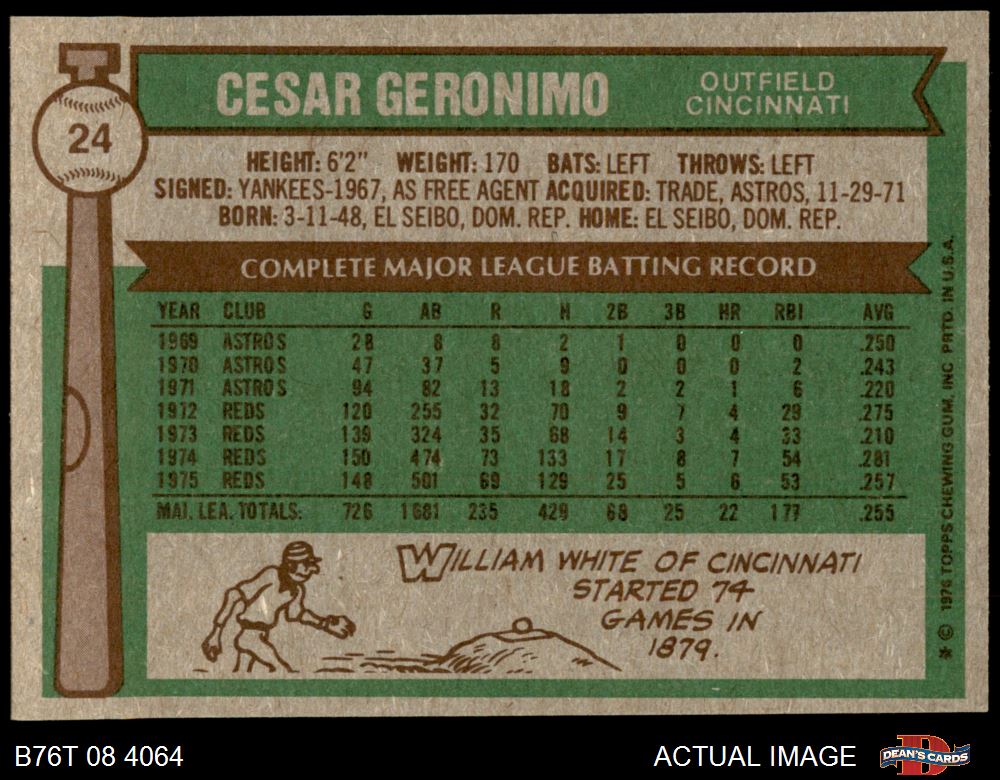 24
CESAR GERONIMO
OUTFIELD
CINCINNATI
HEIGHT: 6'2" WEIGHT: 170 BATS: LEFT THROWS: LEFT
SIGNED: YANKEES-1967, AS FREE AGENT ACQUIRED: TRADE, ASTROS, 11-29-71
BORN: 3-11-48, EL SEIBO, DOM. REP. HOME: EL SEIBO, DOM. REP.
COMPLETE MAJOR LEAGUE BATTING RECORD
YEAR CLUB G AB R H 2B 3B HR RBI AVG
1969 ASTROS 28 8 8 2 1 0 0 0 .250
1970 ASTROS 47 37 5 9 0 0 0 2 .243
1971 ASTROS 94 82 13 18 2 2 1 6 .220
1972 REDS 120 255 32 70 9 7 4 29 .275
1973 REDS 139 324 35 68 14 3 4 33 .210
1974 REDS 150 474 73 133 17 8 7 54 .281
1975 REDS 148 501 69 129 25 5 6 53 .257
MAJ. LEA. TOTALS: 726 1681 235 429 68 25 22 177 .255
WILLIAM WHITE OF CINCINNATI
STARTED 74
GAMES IN
1879.
* © 1976 TOPPS CHEWING GUM, INC PRTD. IN U.S.A.
B76T 08 4064
ACTUAL IMAGE
D
DEAN'S CARDS